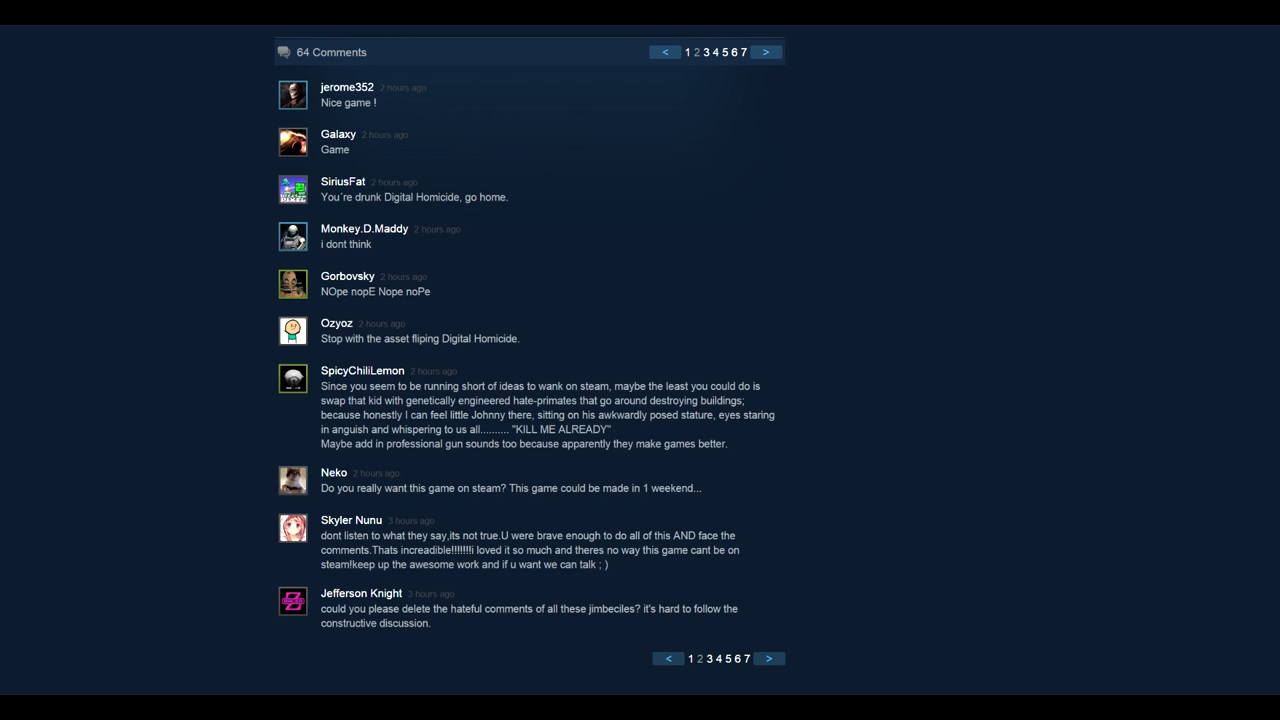 64 Comments
< 1 2 3 4 5 6 7 >
jerome352 2 hours ago
Nice game !
Galaxy 2 hours ago
Game
SiriusFat 2 hours ago
You´re drunk Digital Homicide, go home.
Monkey.D.Maddy 2 hours ago
i dont think
Gorbovsky 2 hours ago
NOpe nopE Nope noPe
Ozyoz 2 hours ago
Stop with the asset fliping Digital Homicide.
SpicyChiliLemon 2 hours ago
Since you seem to be running short of ideas to wank on steam, maybe the least you could do is
swap that kid with genetically engineered hate-primates that go around destroying buildings;
because honestly I can feel little Johnny there, sitting on his awkwardly posed stature, eyes staring
in anguish and whispering to us all.......... "KILL ME ALREADY"
Maybe add in professional gun sounds too because apparently they make games better.
Neko 2 hours ago
Do you really want this game on steam? This game could be made in 1 weekend...
Skyler Nunu 3 hours ago
dont listen to what they say,its not true.U were brave enough to do all of this AND face the
comments.Thats increadible!!!!!!!i loved it so much and theres no way this game cant be on
steam!keep up the awesome work and if u want we can talk ; )
Jefferson Knight 3 hours ago
could you please delete the hateful comments of all these jimbeciles? it's hard to follow the
constructive discussion.
< 1 2 3 4 5 6 7 >